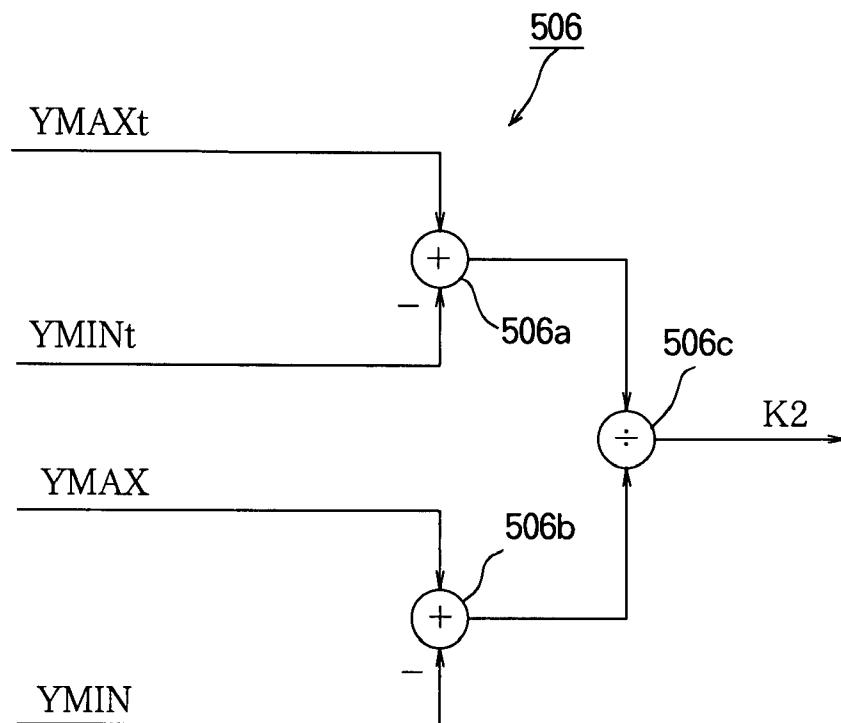 506
YMAXt
+
−
506a
YMINt
506c
÷
K2
YMAX
506b
+
−
YMIN